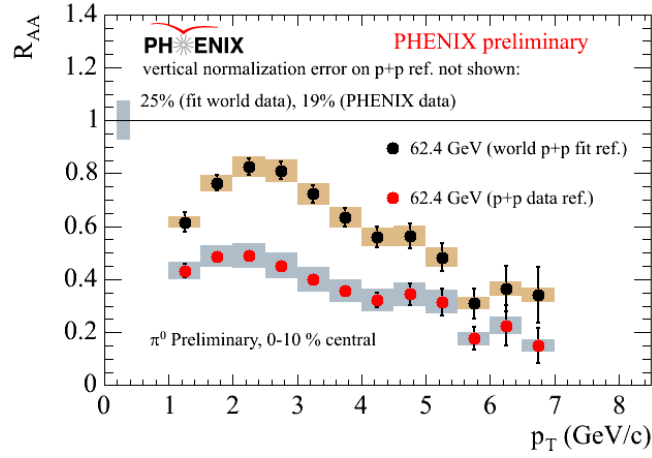 R_AA
1.4
1.2
1
0.8
0.6
0.4
0.2
0
PHENIX
PHENIX preliminary
vertical normalization error on p+p ref. not shown:
25% (fit world data), 19% (PHENIX data)
62.4 GeV (world p+p fit ref.)
62.4 GeV (p+p data ref.)
π⁰ Preliminary, 0-10 % central
0 1 2 3 4 5 6 7 8
p_T (GeV/c)